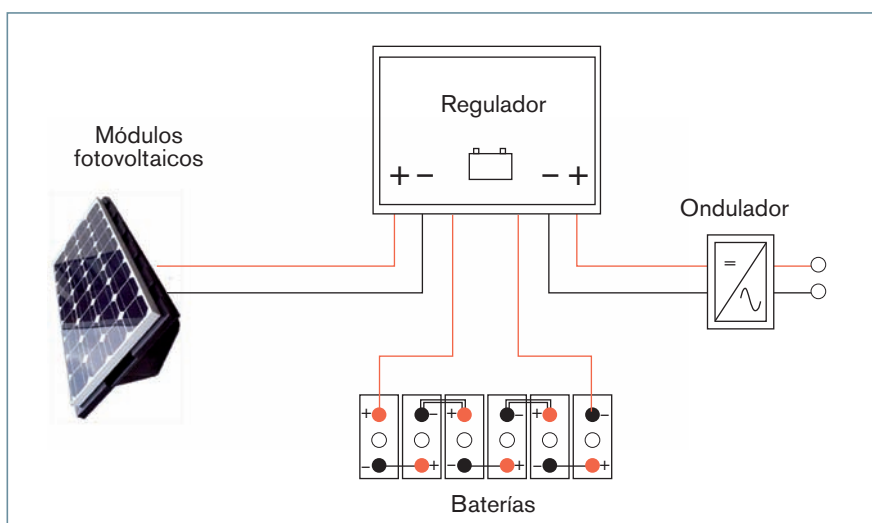 Regulador
Módulos
fotovoltaicos
+ − − +
Ondulador
=
+ − + − + −
− + − + − +
Baterías